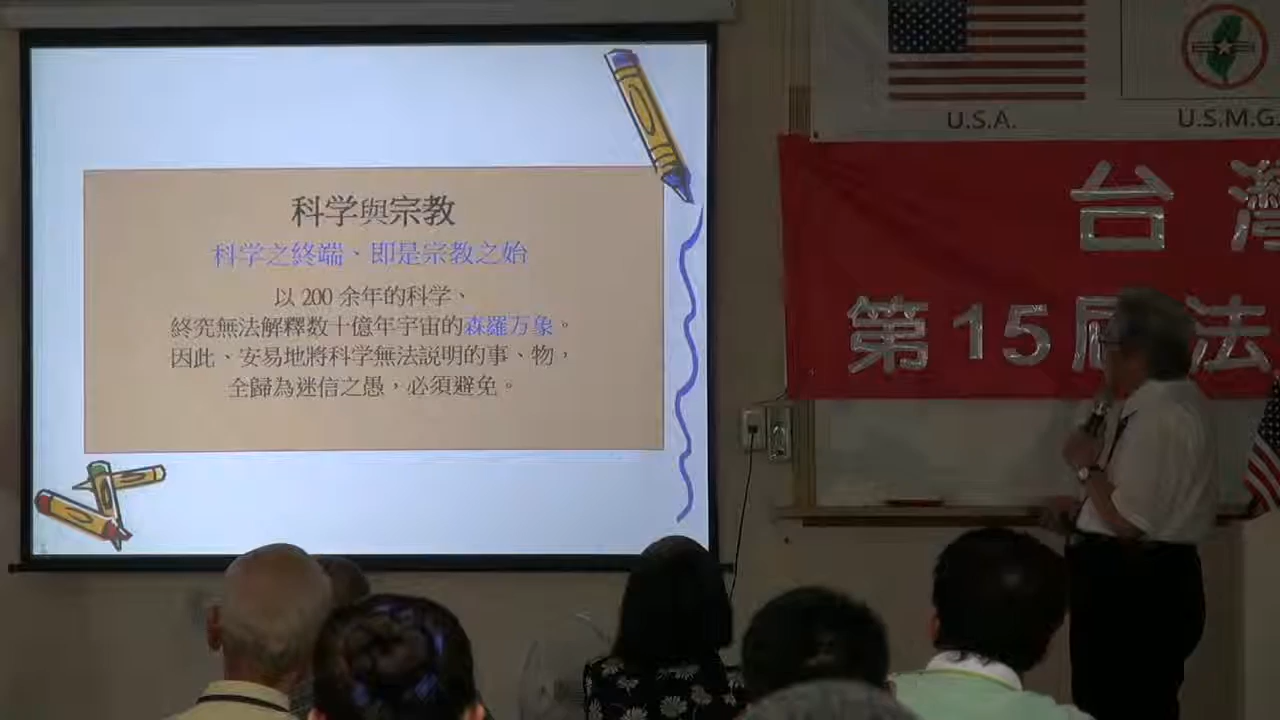 科学與宗教
科学之終端、即是宗教之始
以 200 余年的科学、
終究無法解釋数十億年宇宙的森羅万象。
因此、安易地將科学無法説明的事、物，
全歸為迷信之愚，必須避免。
U.S.A.
U.S.M.G.
台灣
第15屆法